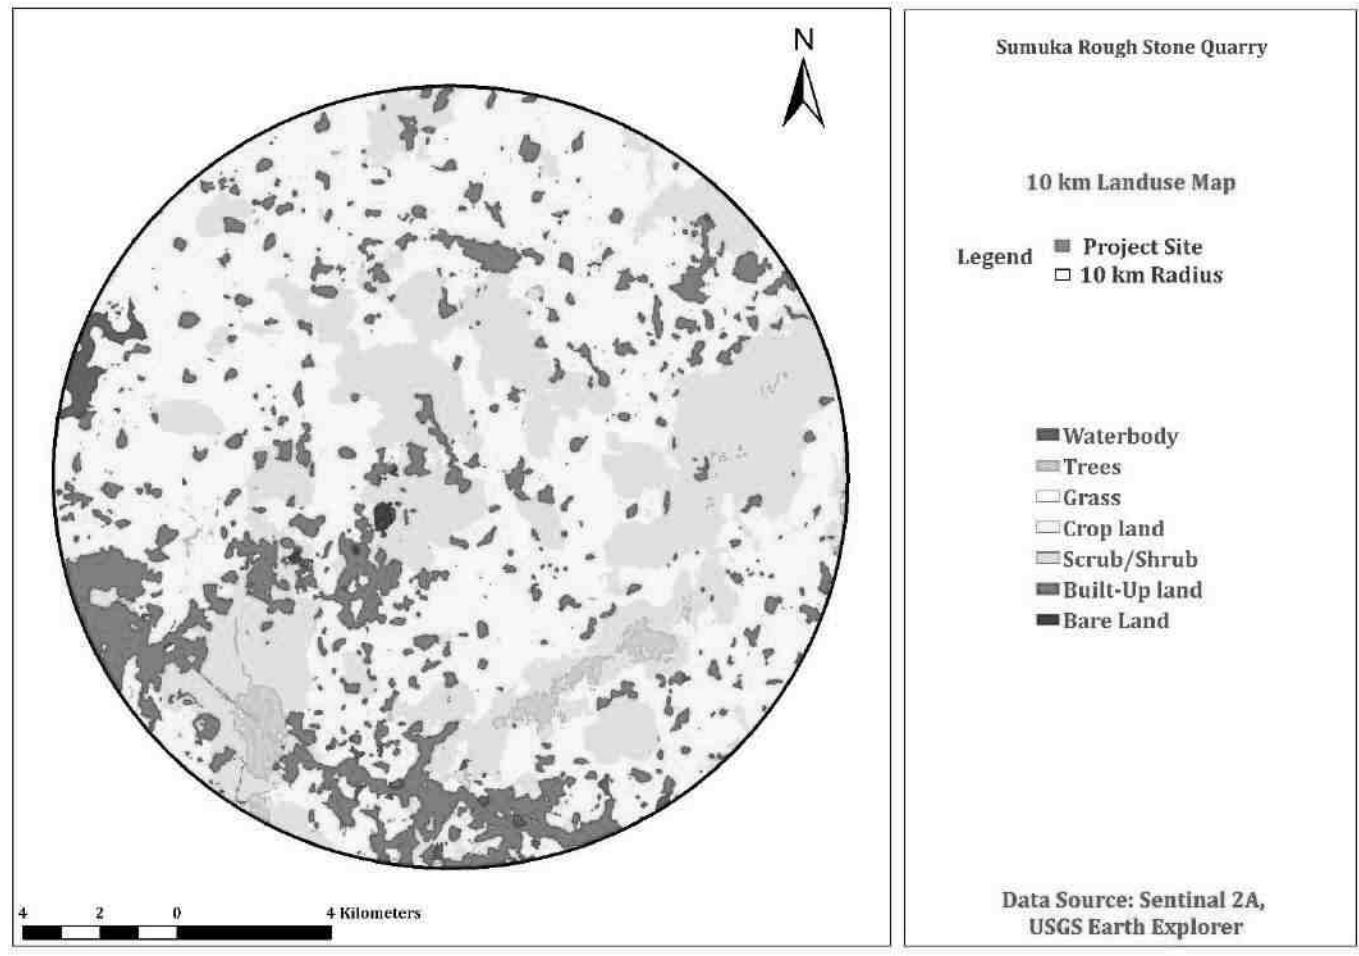 N
4 2 0 4 Kilometers
Sumuka Rough Stone Quarry
10 km Landuse Map
Legend
Project Site
10 km Radius
Waterbody
Trees
Grass
Crop land
Scrub/Shrub
Built-Up land
Bare Land
Data Source: Sentinal 2A,
USGS Earth Explorer